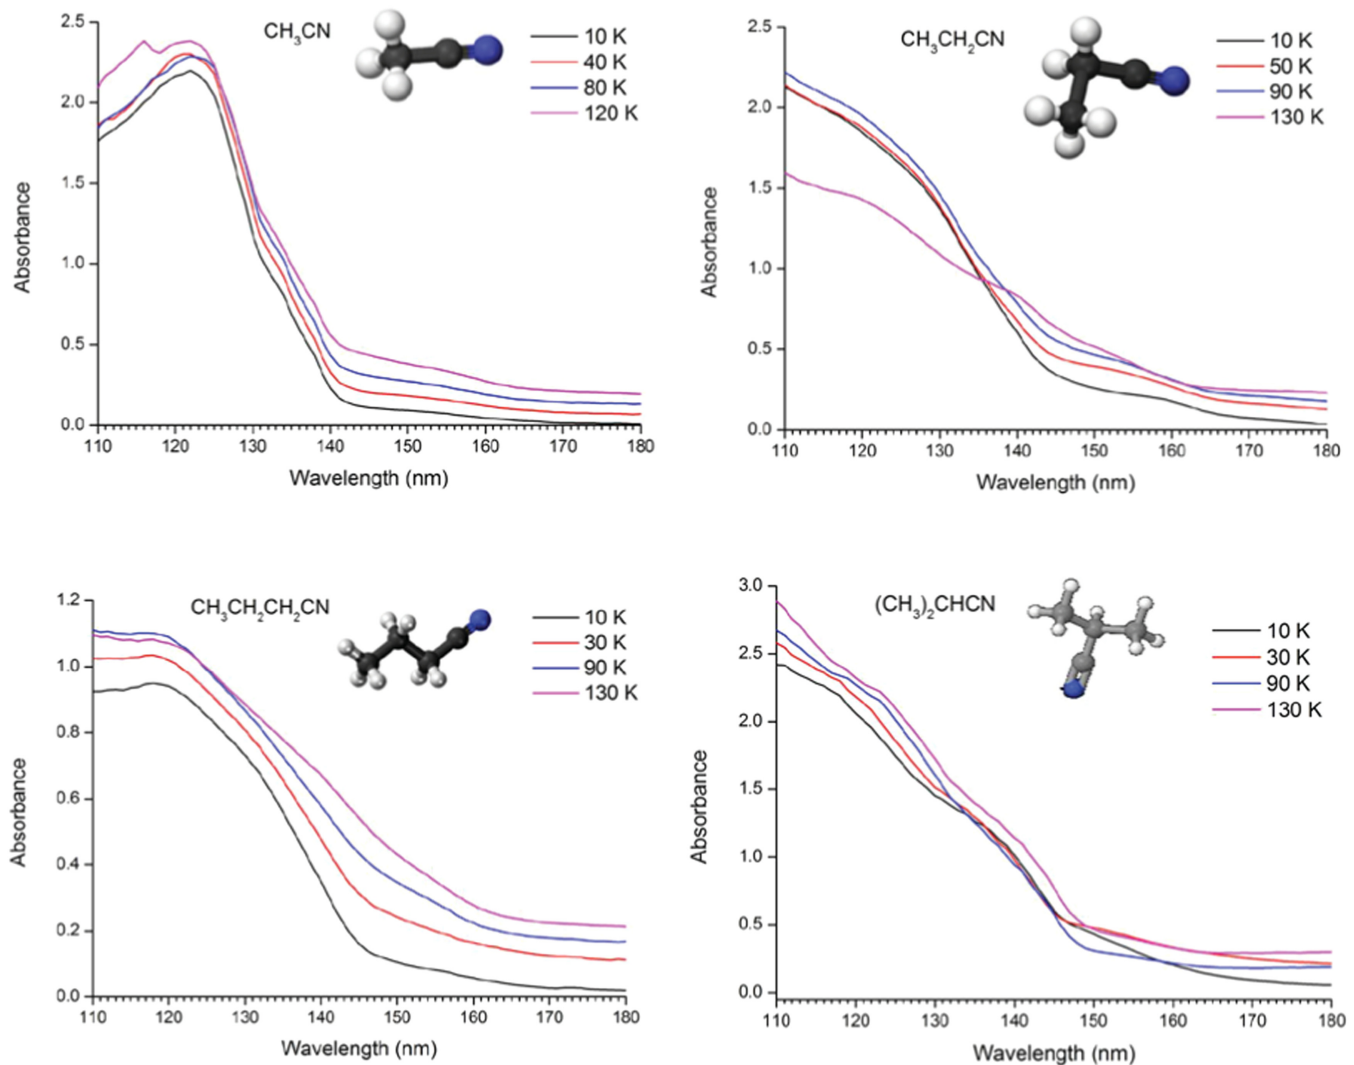 CH₃CN
10 K
40 K
80 K
120 K
2.5
2.0
1.5
1.0
0.5
0.0
Absorbance
110 120 130 140 150 160 170 180
Wavelength (nm)
CH₃CH₂CN
10 K
50 K
90 K
130 K
2.5
2.0
1.5
1.0
0.5
0.0
Absorbance
110 120 130 140 150 160 170 180
Wavelength (nm)
CH₃CH₂CH₂CN
10 K
30 K
90 K
130 K
1.2
1.0
0.8
0.6
0.4
0.2
0.0
Absorbance
110 120 130 140 150 160 170 180
Wavelength (nm)
(CH₃)₂CHCN
10 K
30 K
90 K
130 K
3.0
2.5
2.0
1.5
1.0
0.5
0.0
Absorbance
110 120 130 140 150 160 170 180
Wavelength (nm)